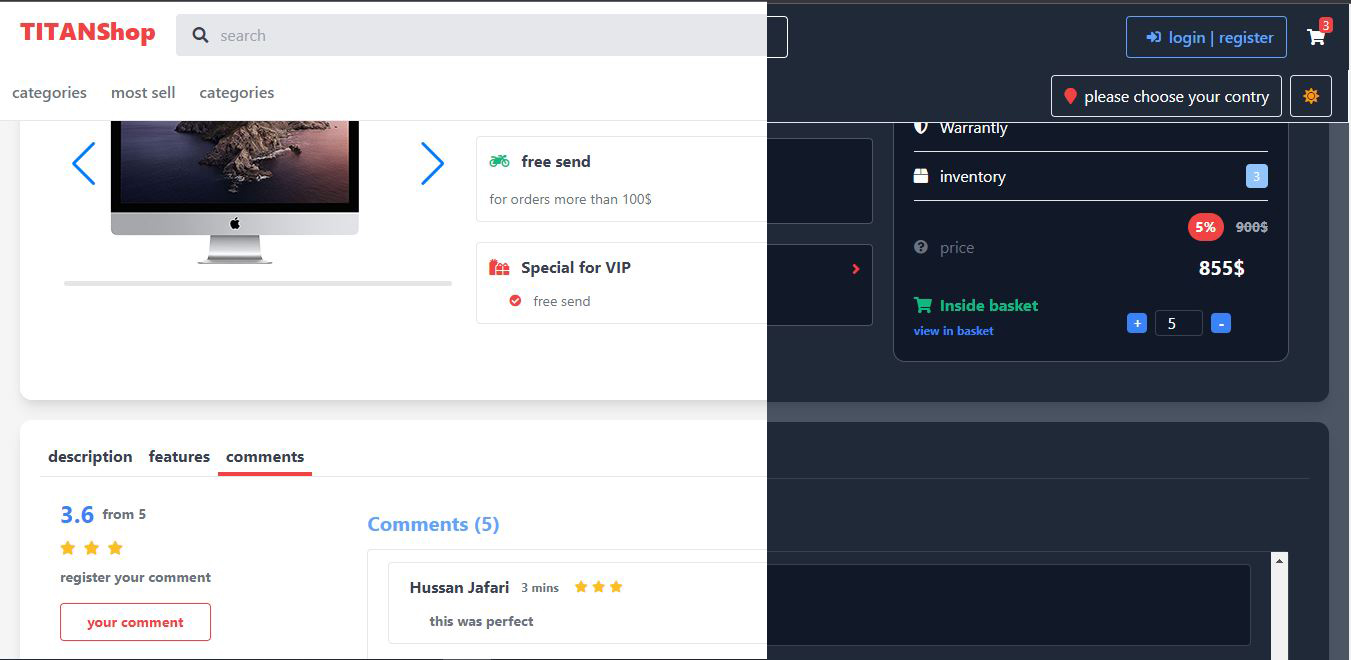 TITANShop
search
login | register
3
categories
most sell
categories
please choose your contry
Warrantly
free send
for orders more than 100$
inventory
3
5%
900$
price
855$
Special for VIP
free send
Inside basket
view in basket
+
5
-
description
features
comments
3.6 from 5
register your comment
your comment
Comments (5)
Hussan Jafari 3 mins
this was perfect